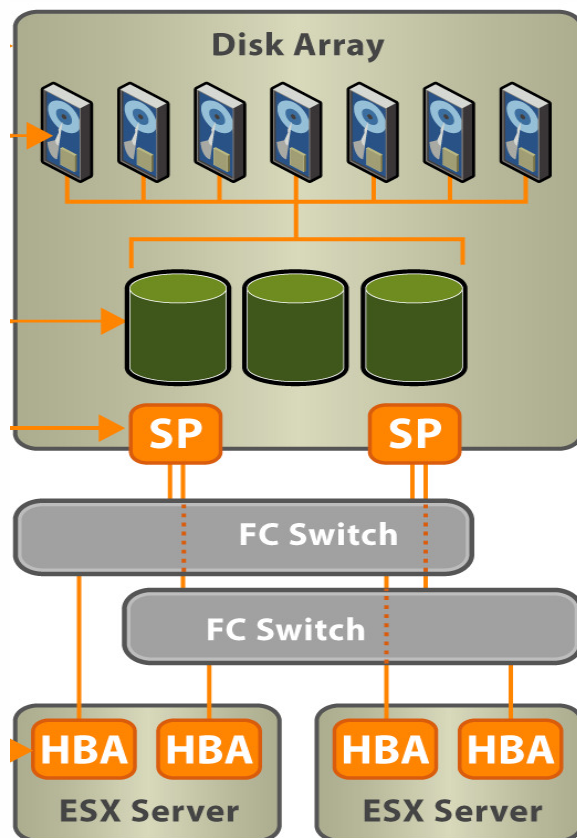 Disk Array
SP SP
FC Switch
FC Switch
HBA HBA HBA HBA
ESX Server ESX Server